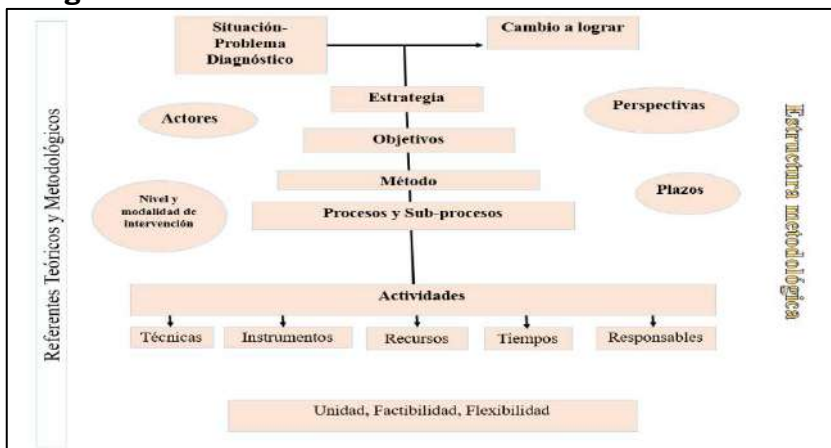 Situación-
Problema
Diagnóstico
Cambio a lograr
Estrategia
Actores
Perspectivas
Objetivos
Método
Nivel y
modalidad de
intervención
Plazos
Procesos y Sub-procesos
Actividades
Técnicas
Instrumentos
Recursos
Tiempos
Responsables
Unidad, Factibilidad, Flexibilidad
Referentes Teóricos y Metodológicos
Estructura metodológica